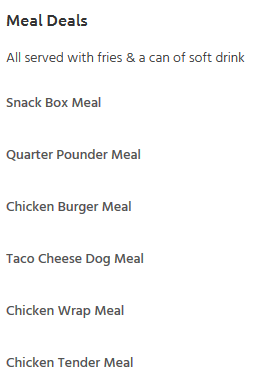 Meal Deals
All served with fries & a can of soft drink
Snack Box Meal
Quarter Pounder Meal
Chicken Burger Meal
Taco Cheese Dog Meal
Chicken Wrap Meal
Chicken Tender Meal